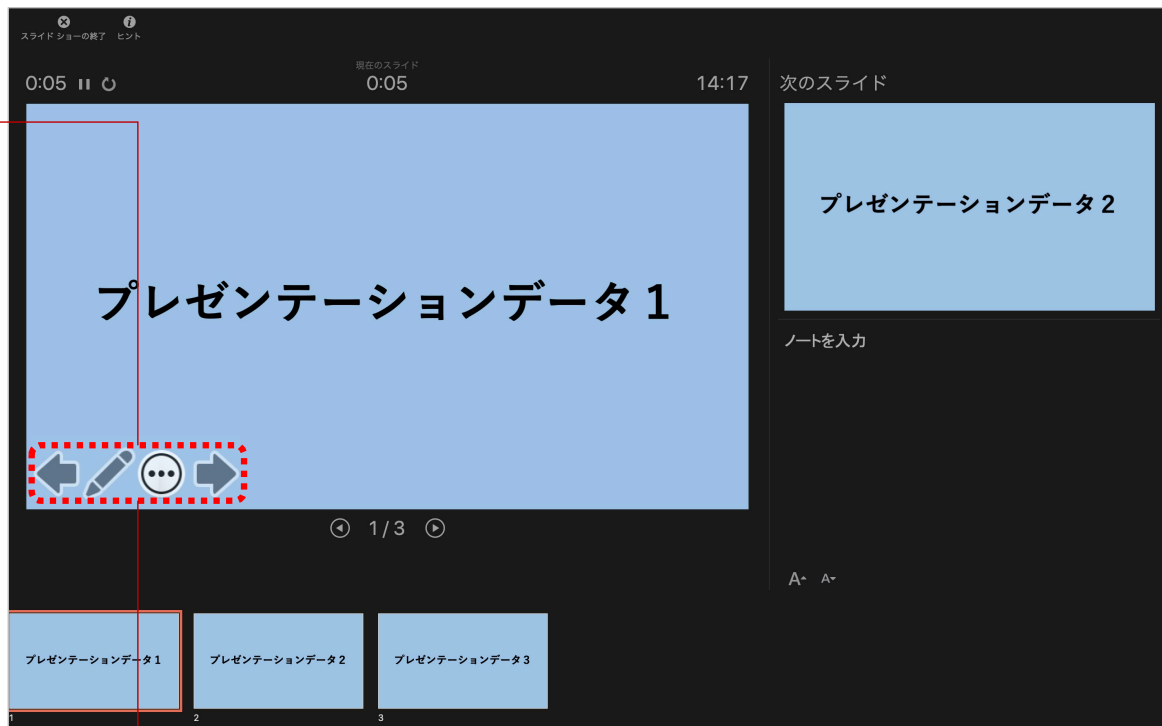 スライド ショーの終了 ヒント
現在のスライド
0:05 0:05 14:17
次のスライド
プレゼンテーションデータ1
プレゼンテーションデータ2
ノートを入力
1/3
A A
プレゼンテーションデータ1
プレゼンテーションデータ2
プレゼンテーションデータ3
1 2 3